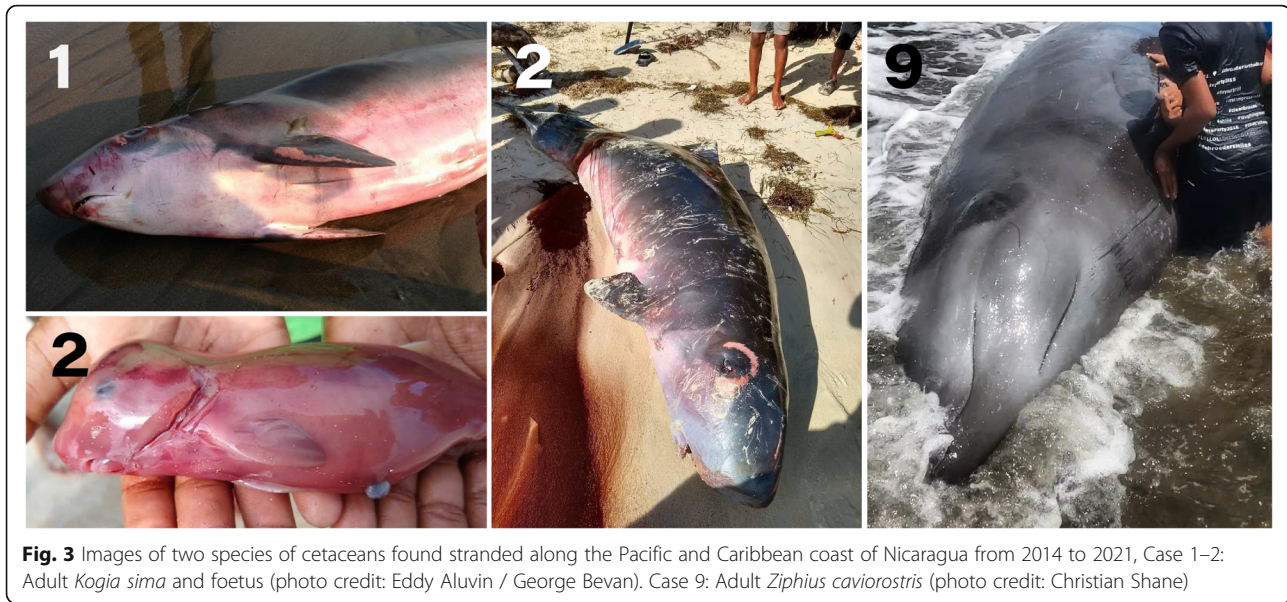 1
2
9
2
Fig. 3 Images of two species of cetaceans found stranded along the Pacific and Caribbean coast of Nicaragua from 2014 to 2021, Case 1–2:
Adult Kogia sima and foetus (photo credit: Eddy Aluvin / George Bevan). Case 9: Adult Ziphius caviorostris (photo credit: Christian Shane)